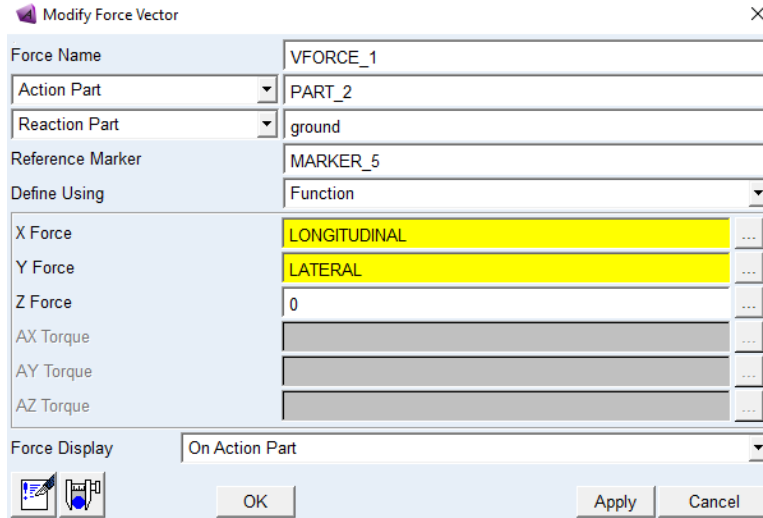 Modify Force Vector
Force Name VFORCE_1
Action Part PART_2
Reaction Part ground
Reference Marker MARKER_5
Define Using Function
X Force LONGITUDINAL ...
Y Force LATERAL ...
Z Force 0 ...
AX Torque ...
AY Torque ...
AZ Torque ...
Force Display On Action Part
OK Apply Cancel